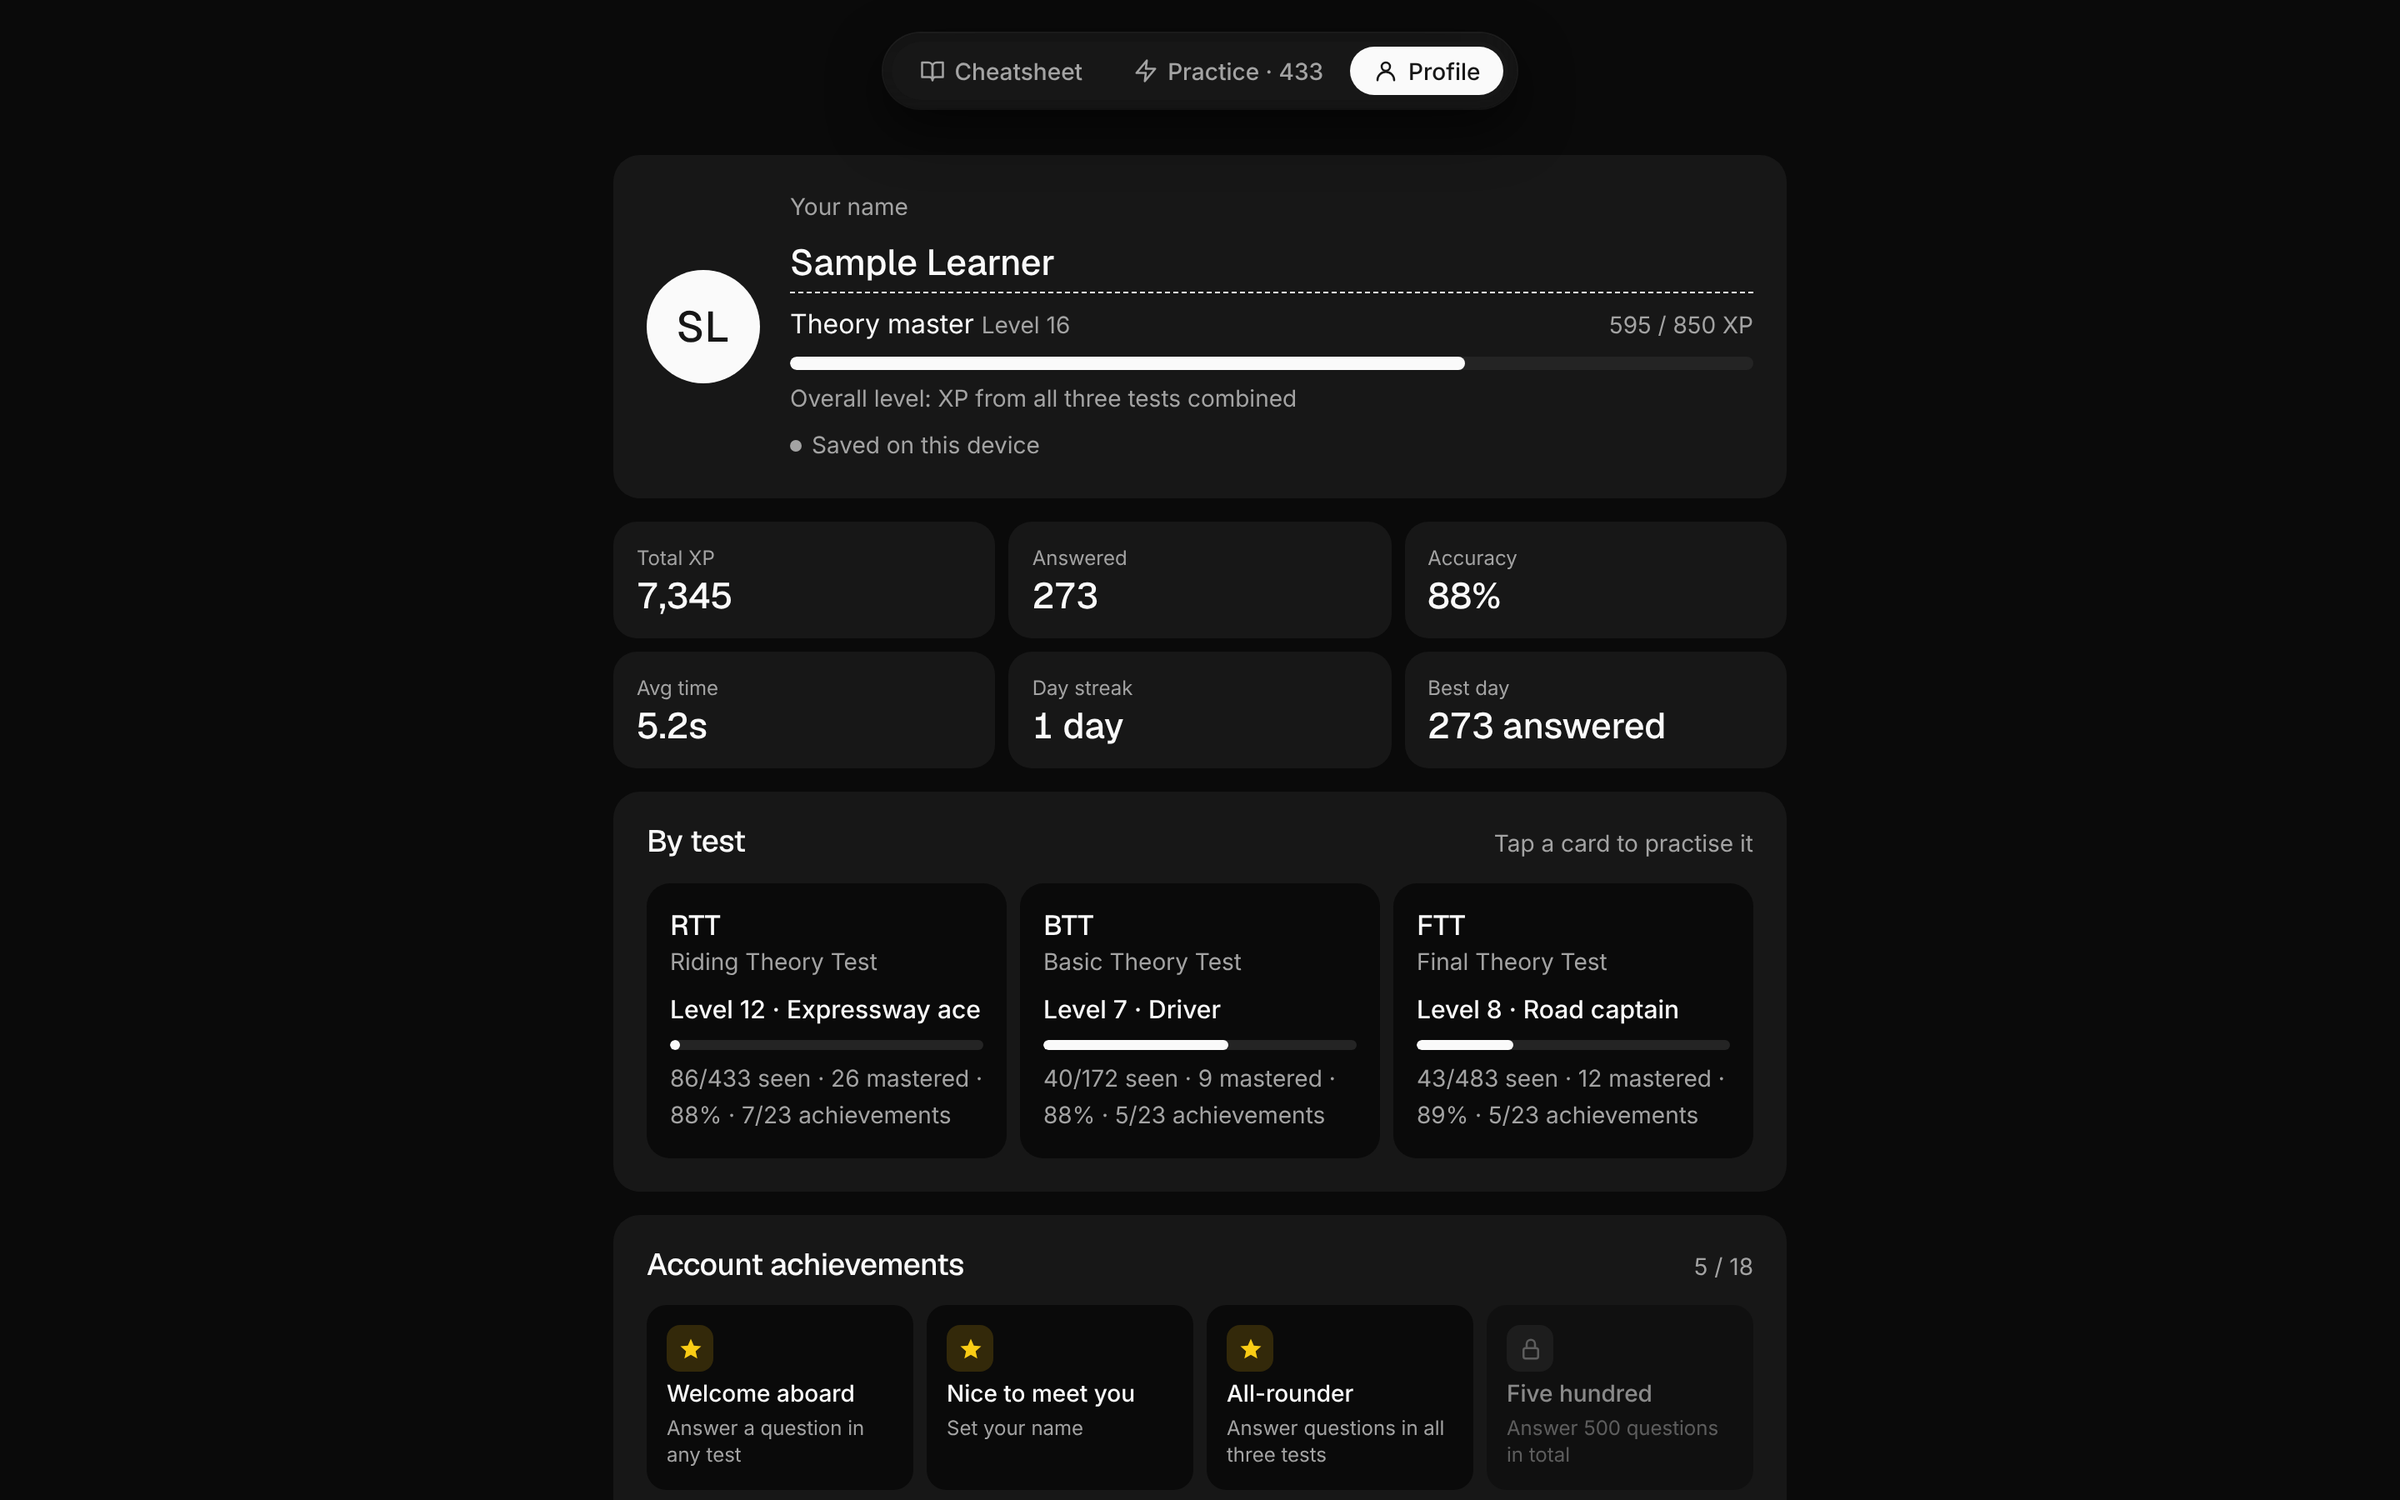 Cheatsheet
Practice · 433
Profile
Your name
Sample Learner
SL
Theory master Level 16
595 / 850 XP
Overall level: XP from all three tests combined
Saved on this device
Total XP
7,345
Answered
273
Accuracy
88%
Avg time
5.2s
Day streak
1 day
Best day
273 answered
By test
Tap a card to practise it
RTT
Riding Theory Test
Level 12 · Expressway ace
86/433 seen · 26 mastered ·
88% · 7/23 achievements
BTT
Basic Theory Test
Level 7 · Driver
40/172 seen · 9 mastered ·
88% · 5/23 achievements
FTT
Final Theory Test
Level 8 · Road captain
43/483 seen · 12 mastered ·
89% · 5/23 achievements
Account achievements
5 / 18
Welcome aboard
Answer a question in
any test
Nice to meet you
Set your name
All-rounder
Answer questions in all
three tests
Five hundred
Answer 500 questions
in total